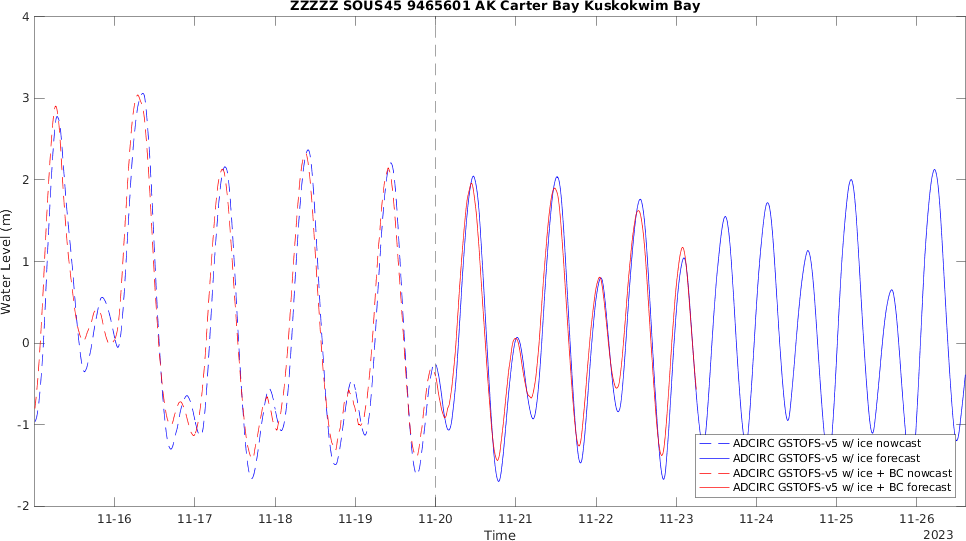 ZZZZZ SOUS45 9465601 AK Carter Bay Kuskokwim Bay
4
3
2
1
0
-1
-2
Water Level (m)
ADCIRC GSTOFS-v5 w/ ice nowcast
ADCIRC GSTOFS-v5 w/ ice forecast
ADCIRC GSTOFS-v5 w/ ice + BC nowcast
ADCIRC GSTOFS-v5 w/ ice + BC forecast
11-16 11-17 11-18 11-19 11-20 11-21 11-22 11-23 11-24 11-25 11-26
Time
2023